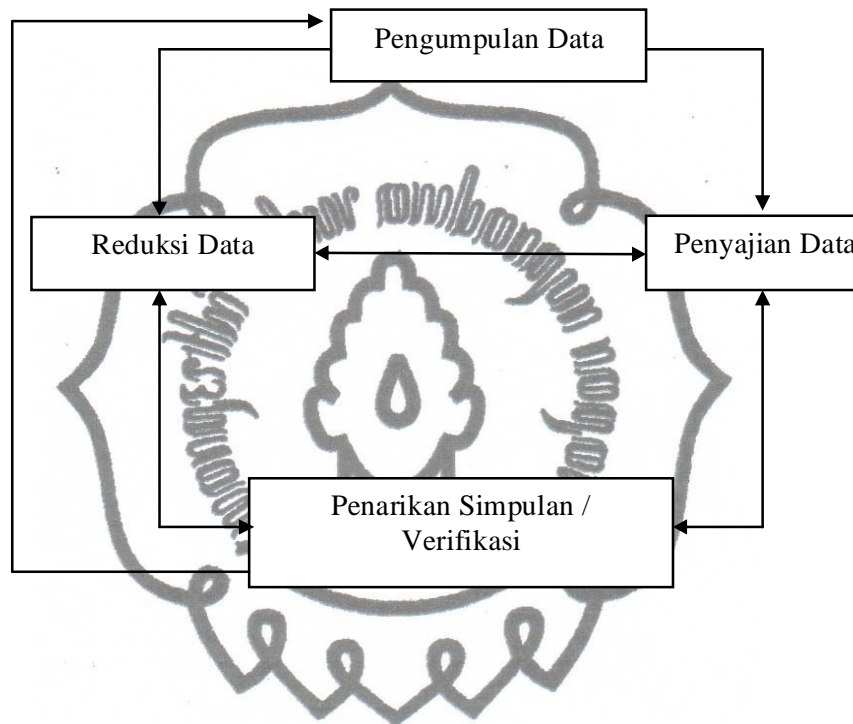 Pengumpulan Data
Reduksi Data
Penyajian Data
Penarikan Simpulan /
Verifikasi